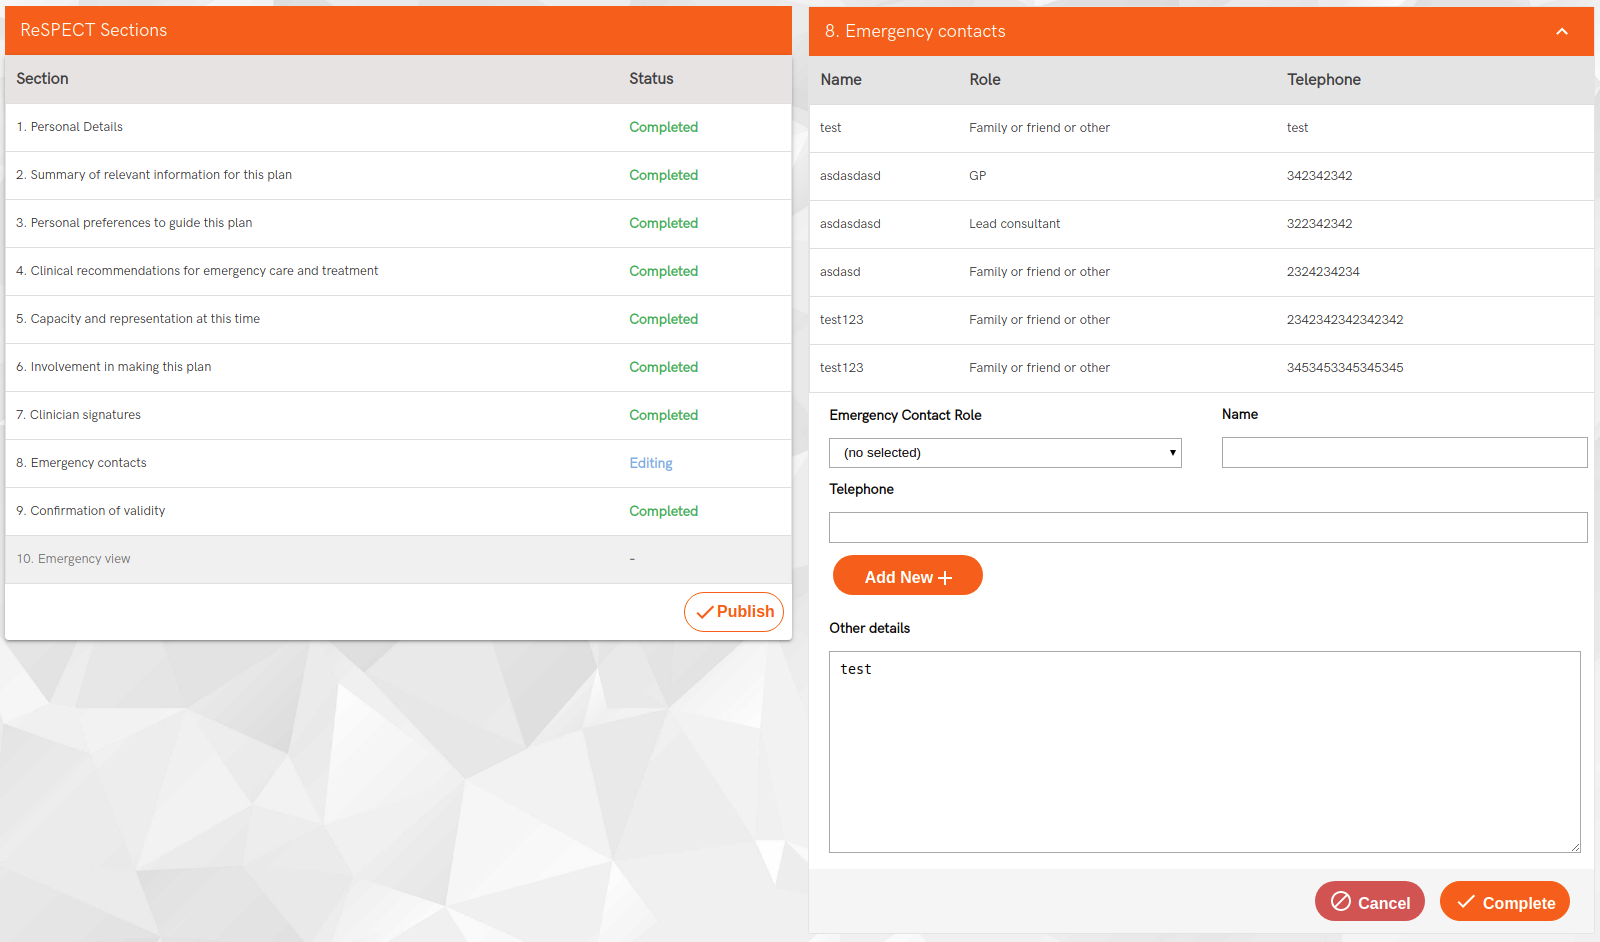 ReSPECT Sections
Section Status
1. Personal Details Completed
2. Summary of relevant information for this plan Completed
3. Personal preferences to guide this plan Completed
4. Clinical recommendations for emergency care and treatment Completed
5. Capacity and representation at this time Completed
6. Involvement in making this plan Completed
7. Clinician signatures Completed
8. Emergency contacts Editing
9. Confirmation of validity Completed
10. Emergency view -
Publish
8. Emergency contacts
Name Role Telephone
test Family or friend or other test
asdasdasd GP 342342342
asdasdasd Lead consultant 322342342
asdasd Family or friend or other 2324234234
test123 Family or friend or other 2342342342342342
test123 Family or friend or other 3453453345345345
Emergency Contact Role Name
(no selected)
Telephone
Add New +
Other details
test
Cancel Complete